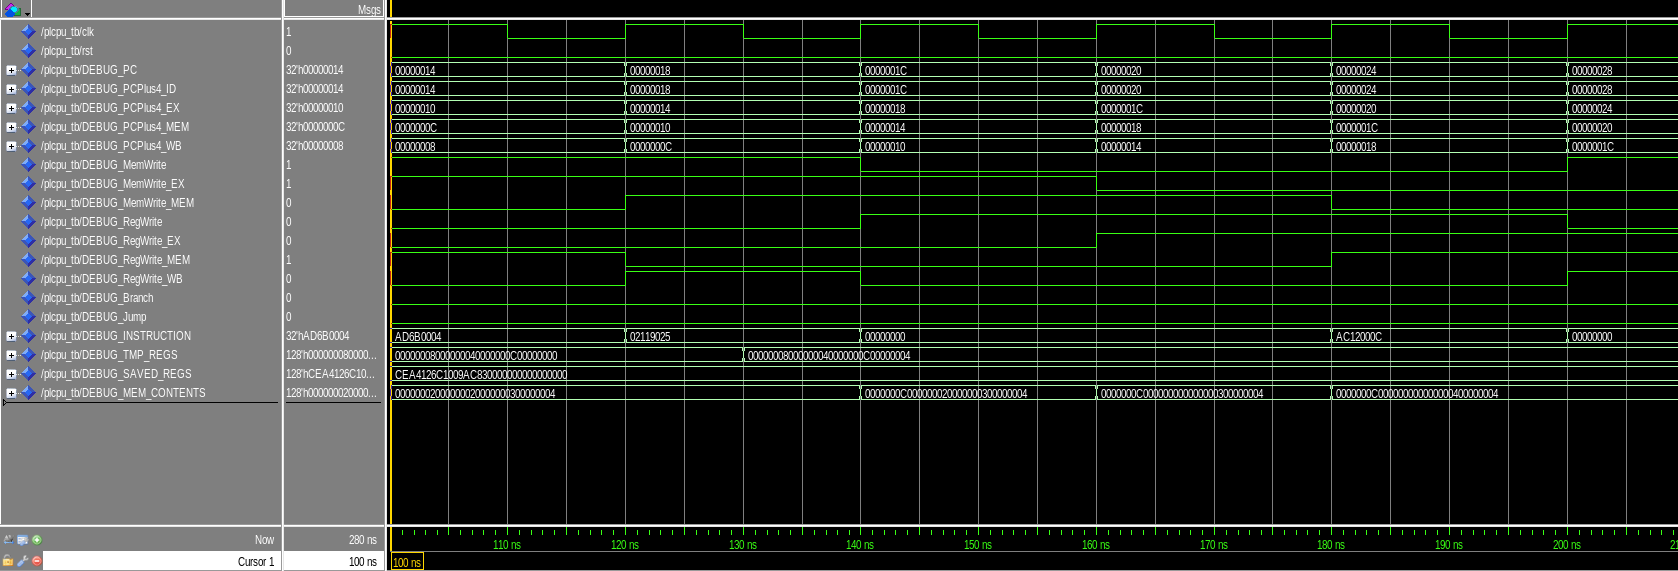 Msgs
/plcpu_tb/clk 1
/plcpu_tb/rst 0
/plcpu_tb/DEBUG_PC 32'h00000014 00000014 00000018 0000001C 00000020 00000024 00000028
/plcpu_tb/DEBUG_PCPlus4_ID 32'h00000014 00000014 00000018 0000001C 00000020 00000024 00000028
/plcpu_tb/DEBUG_PCPlus4_EX 32'h00000010 00000010 00000014 00000018 0000001C 00000020 00000024
/plcpu_tb/DEBUG_PCPlus4_MEM 32'h0000000C 0000000C 00000010 00000014 00000018 0000001C 00000020
/plcpu_tb/DEBUG_PCPlus4_WB 32'h00000008 00000008 0000000C 00000010 00000014 00000018 0000001C
/plcpu_tb/DEBUG_MemWrite 1
/plcpu_tb/DEBUG_MemWrite_EX 1
/plcpu_tb/DEBUG_MemWrite_MEM 0
/plcpu_tb/DEBUG_RegWrite 0
/plcpu_tb/DEBUG_RegWrite_EX 0
/plcpu_tb/DEBUG_RegWrite_MEM 1
/plcpu_tb/DEBUG_RegWrite_WB 0
/plcpu_tb/DEBUG_Branch 0
/plcpu_tb/DEBUG_Jump 0
/plcpu_tb/DEBUG_INSTRUCTION 32'hAD6B0004 AD6B0004 02119025 00000000 AC12000C 00000000
/plcpu_tb/DEBUG_TMP_REGS 128'h000000080000... 00000008000000040000000C00000000 00000008000000040000000C00000004
/plcpu_tb/DEBUG_SAVED_REGS 128'hCEA4126C10... CEA4126C1009AC830000000000000000
/plcpu_tb/DEBUG_MEM_CONTENTS 128'h000000020000... 00000002000000020000000300000004 0000000C000000020000000300000004 0000000C000000000000000300000004 0000000C000000000000000400000004
Now 280 ns 110 ns 120 ns 130 ns 140 ns 150 ns 160 ns 170 ns 180 ns 190 ns 200 ns
Cursor 1 100 ns 100 ns